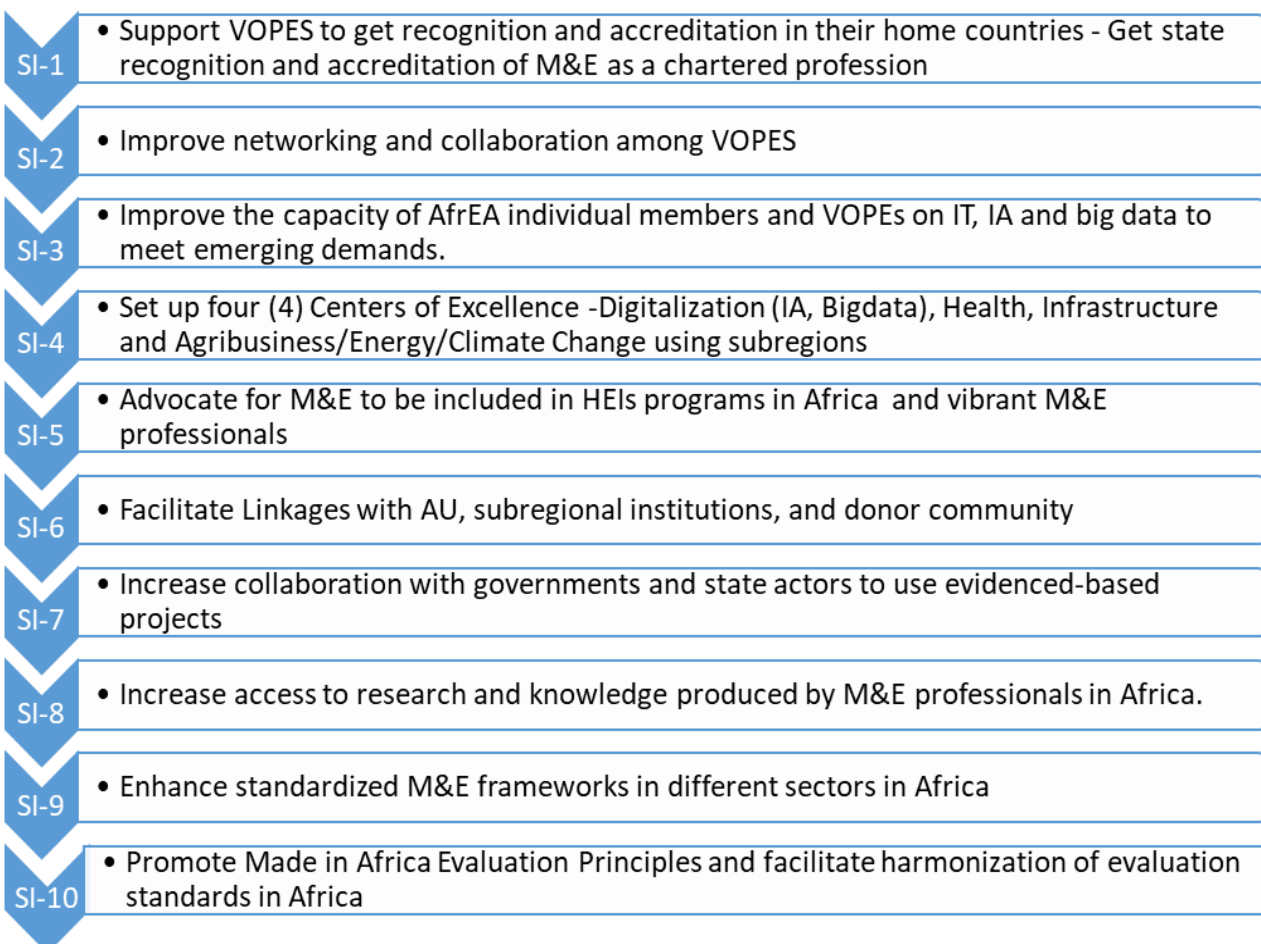 SI-1
• Support VOPES to get recognition and accreditation in their home countries - Get state
recognition and accreditation of M&E as a chartered profession
SI-2
• Improve networking and collaboration among VOPES
SI-3
• Improve the capacity of AfrEA individual members and VOPEs on IT, IA and big data to
meet emerging demands.
SI-4
• Set up four (4) Centers of Excellence -Digitalization (IA, Bigdata), Health, Infrastructure
and Agribusiness/Energy/Climate Change using subregions
SI-5
• Advocate for M&E to be included in HEIs programs in Africa and vibrant M&E
professionals
SI-6
• Facilitate Linkages with AU, subregional institutions, and donor community
SI-7
• Increase collaboration with governments and state actors to use evidenced-based
projects
SI-8
• Increase access to research and knowledge produced by M&E professionals in Africa.
SI-9
• Enhance standardized M&E frameworks in different sectors in Africa
SI-10
• Promote Made in Africa Evaluation Principles and facilitate harmonization of evaluation
standards in Africa